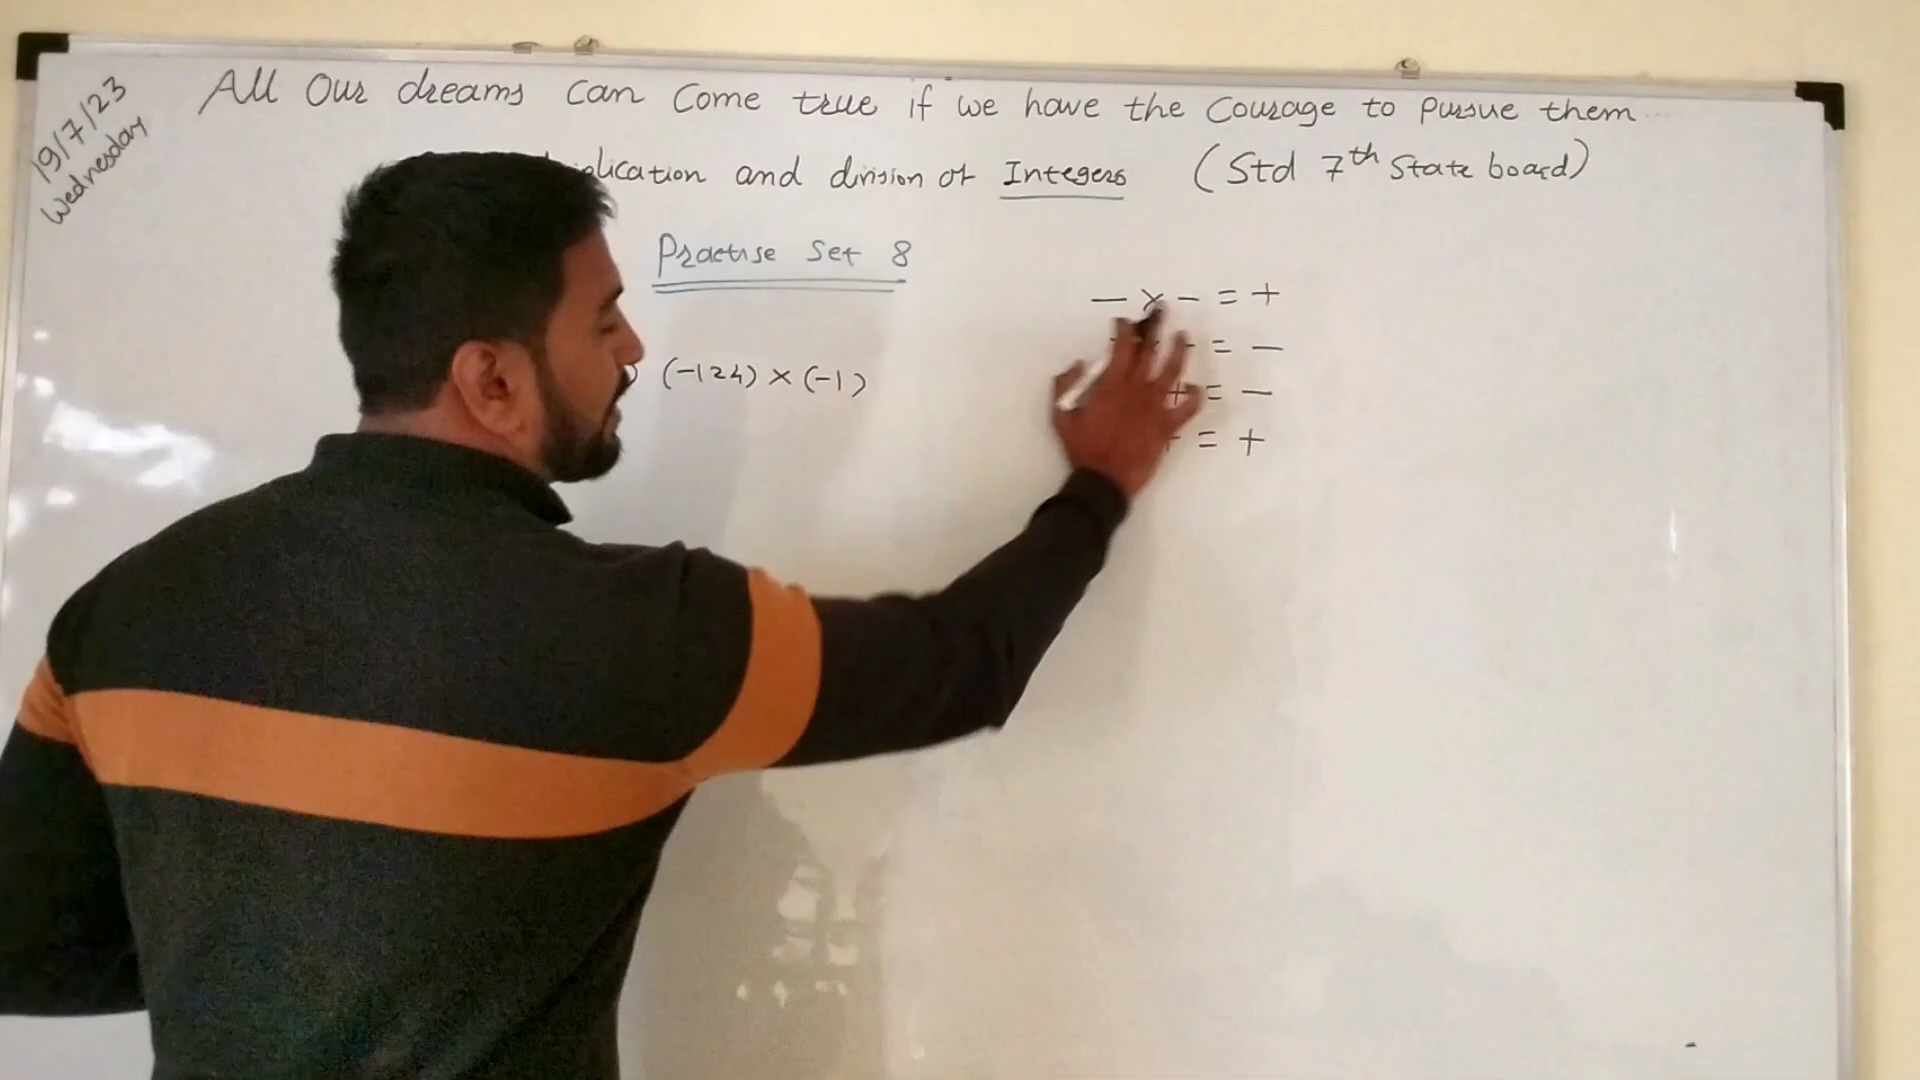 19/7/23
Wednesday
All Our dreams can Come true if we have the Courage to pursue them
and division of Integers (Std 7th State board)
Practise Set 8
- × - = +
= -
(-124) × (-1)
+ = -
+ = +